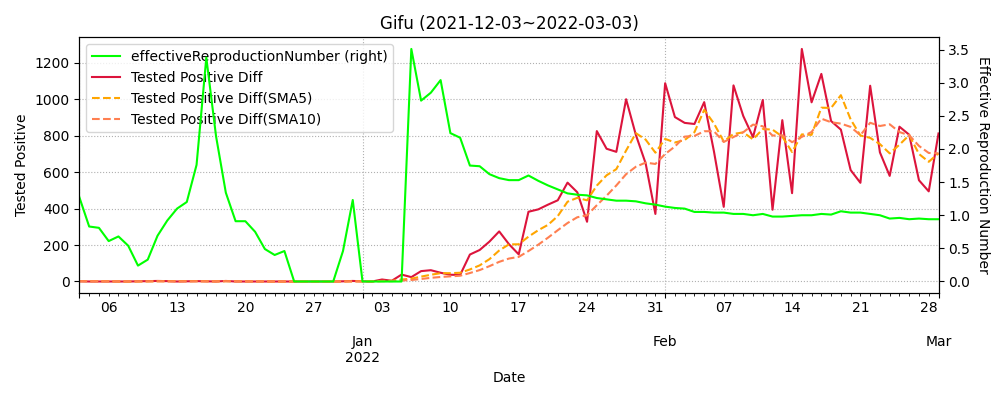 Gifu (2021-12-03~2022-03-03)
effectiveReproductionNumber (right)
Tested Positive Diff
Tested Positive Diff(SMA5)
Tested Positive Diff(SMA10)
Tested Positive
1200
1000
800
600
400
200
0
3.5
3.0
2.5
2.0
1.5
1.0
0.5
0.0
Effective Reproduction Number
06 13 20 27 03 10 17 24 31 07 14 21 28
Jan Feb Mar
2022
Date